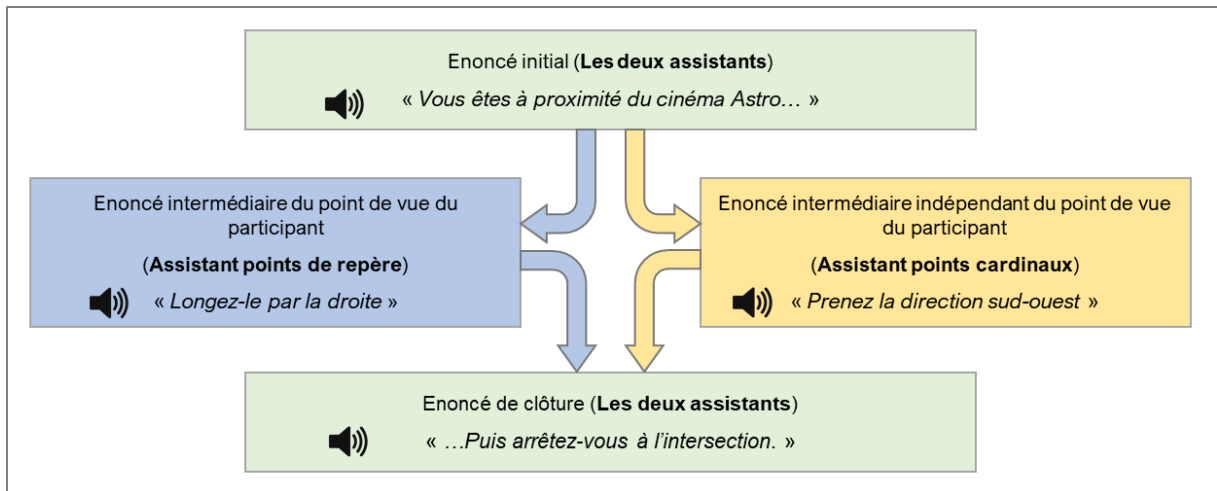 Enoncé initial (Les deux assistants)
« Vous êtes à proximité du cinéma Astro… »
Enoncé intermédiaire du point de vue du
participant
(Assistant points de repère)
« Longez-le par la droite »
Enoncé intermédiaire indépendant du point de vue
du participant
(Assistant points cardinaux)
« Prenez la direction sud-ouest »
Enoncé de clôture (Les deux assistants)
« …Puis arrêtez-vous à l’intersection. »